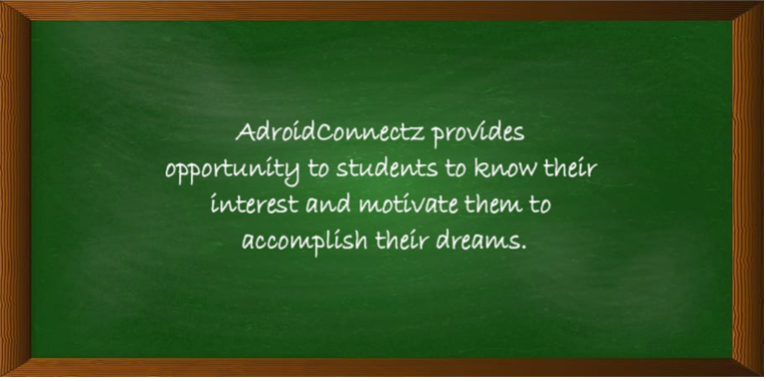 AdroidConnectz provides
opportunity to students to know their
interest and motivate them to
accomplish their dreams.